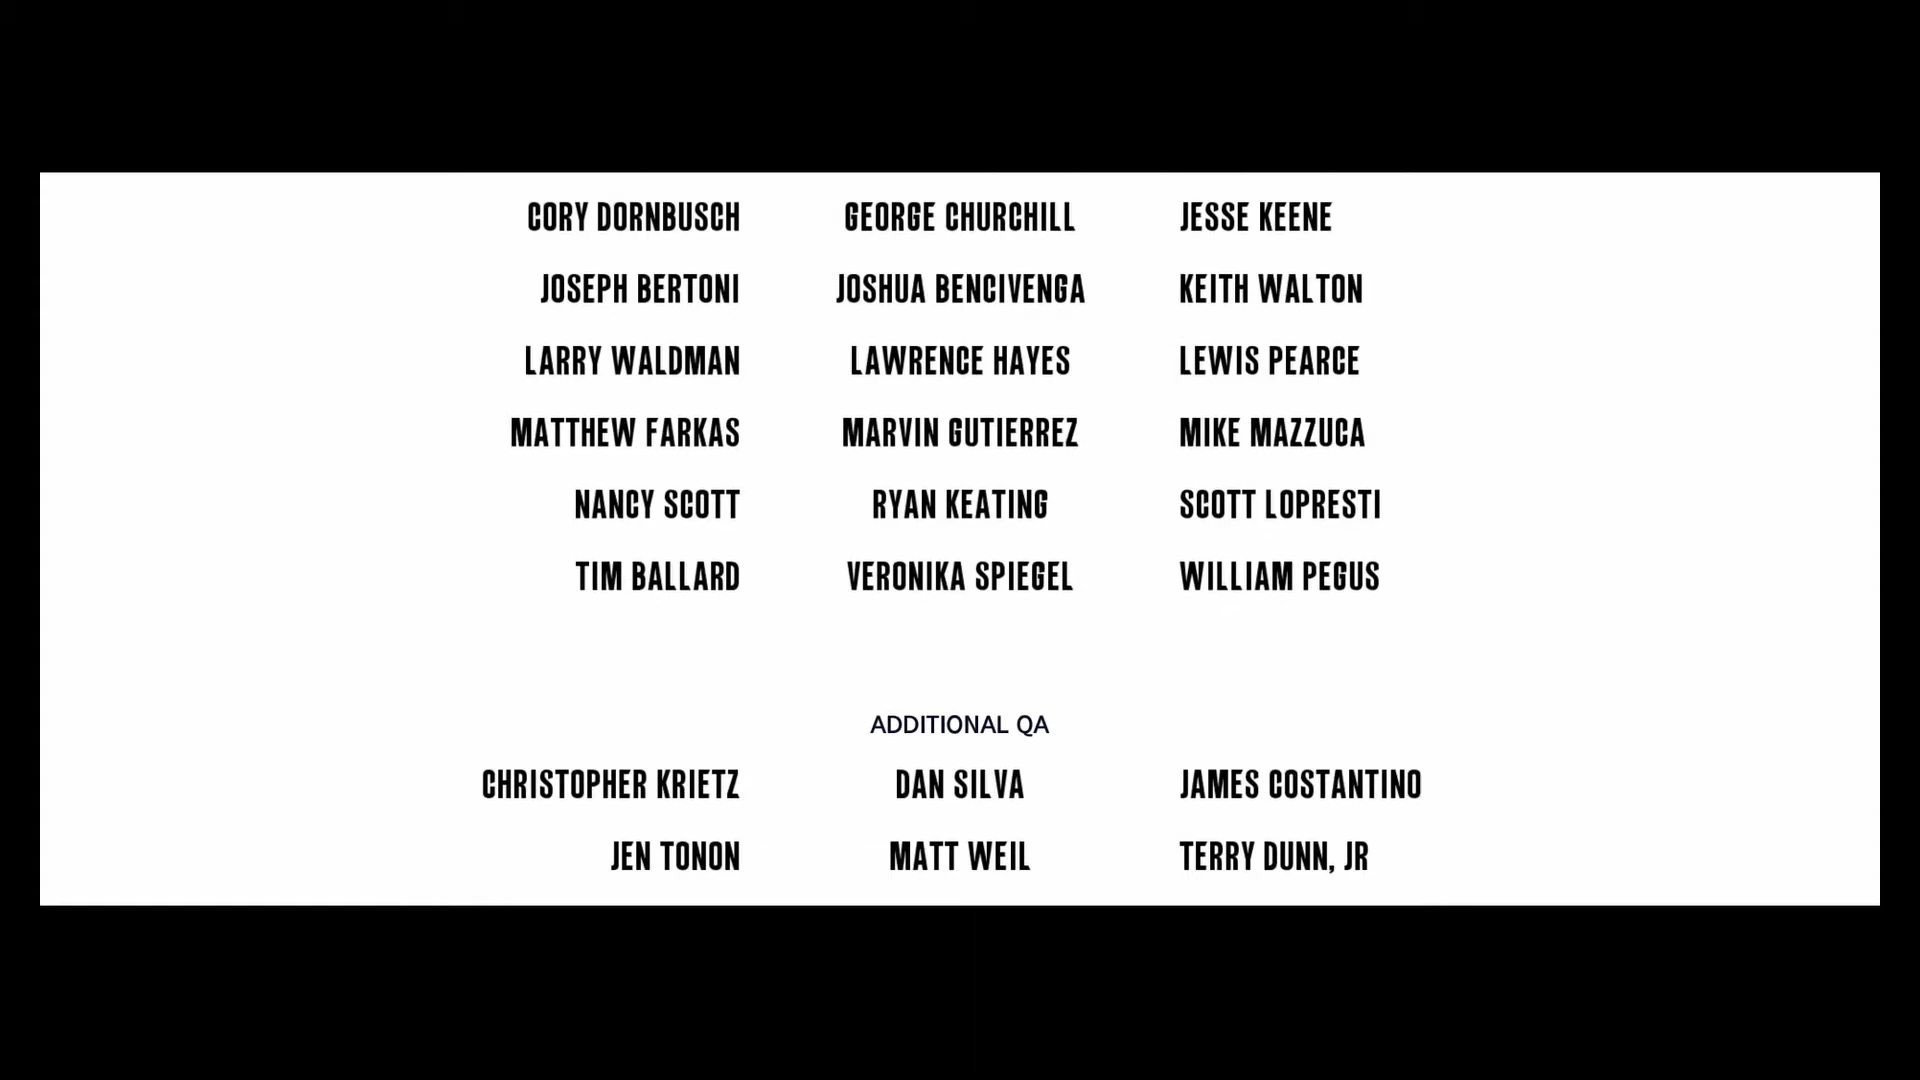 CORY DORNBUSCH GEORGE CHURCHILL JESSE KEENE
JOSEPH BERTONI JOSHUA BENCIVENGA KEITH WALTON
LARRY WALDMAN LAWRENCE HAYES LEWIS PEARCE
MATTHEW FARKAS MARVIN GUTIERREZ MIKE MAZZUCA
NANCY SCOTT RYAN KEATING SCOTT LOPRESTI
TIM BALLARD VERONIKA SPIEGEL WILLIAM PEGUS
ADDITIONAL QA
CHRISTOPHER KRIETZ DAN SILVA JAMES COSTANTINO
JEN TONON MATT WEIL TERRY DUNN, JR